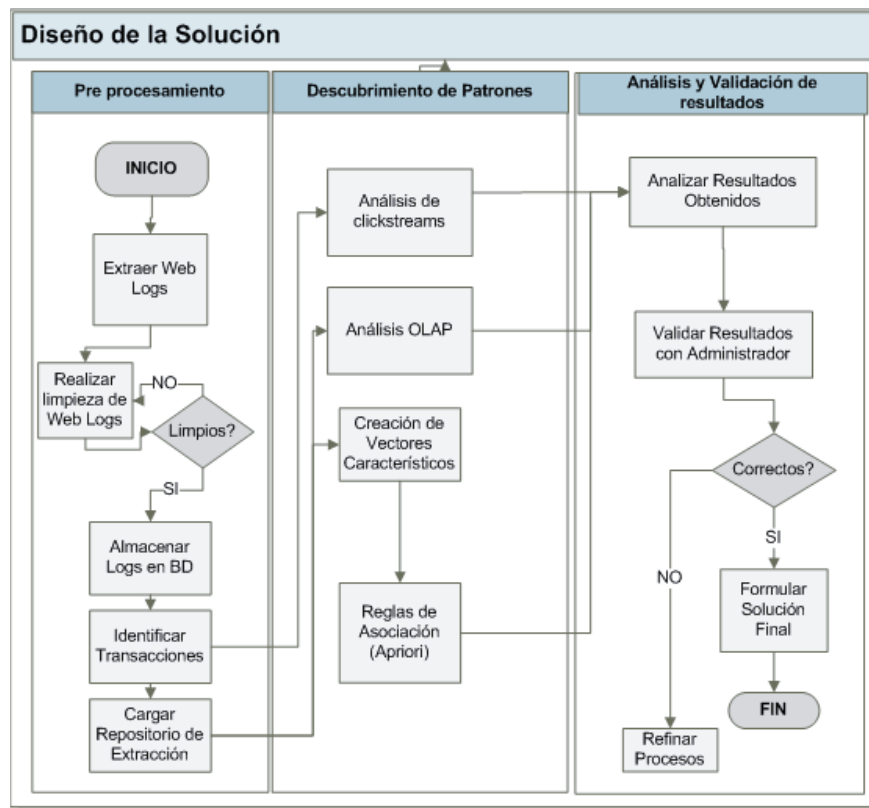 Diseño de la Solución
Pre procesamiento
INICIO
Extraer Web
Logs
Realizar
limpieza de
Web Logs
NO
Limpios?
SI
Almacenar
Logs en BD
Identificar
Transacciones
Cargar
Repositorio de
Extracción
Descubrimiento de Patrones
Análisis de
clickstreams
Análisis OLAP
Creación de
Vectores
Característicos
Reglas de
Asociación
(Apriori)
Análisis y Validación de
resultados
Analizar Resultados
Obtenidos
Validar Resultados
con Administrador
Correctos?
SI
NO
Formular
Solución
Final
FIN
Refinar
Procesos